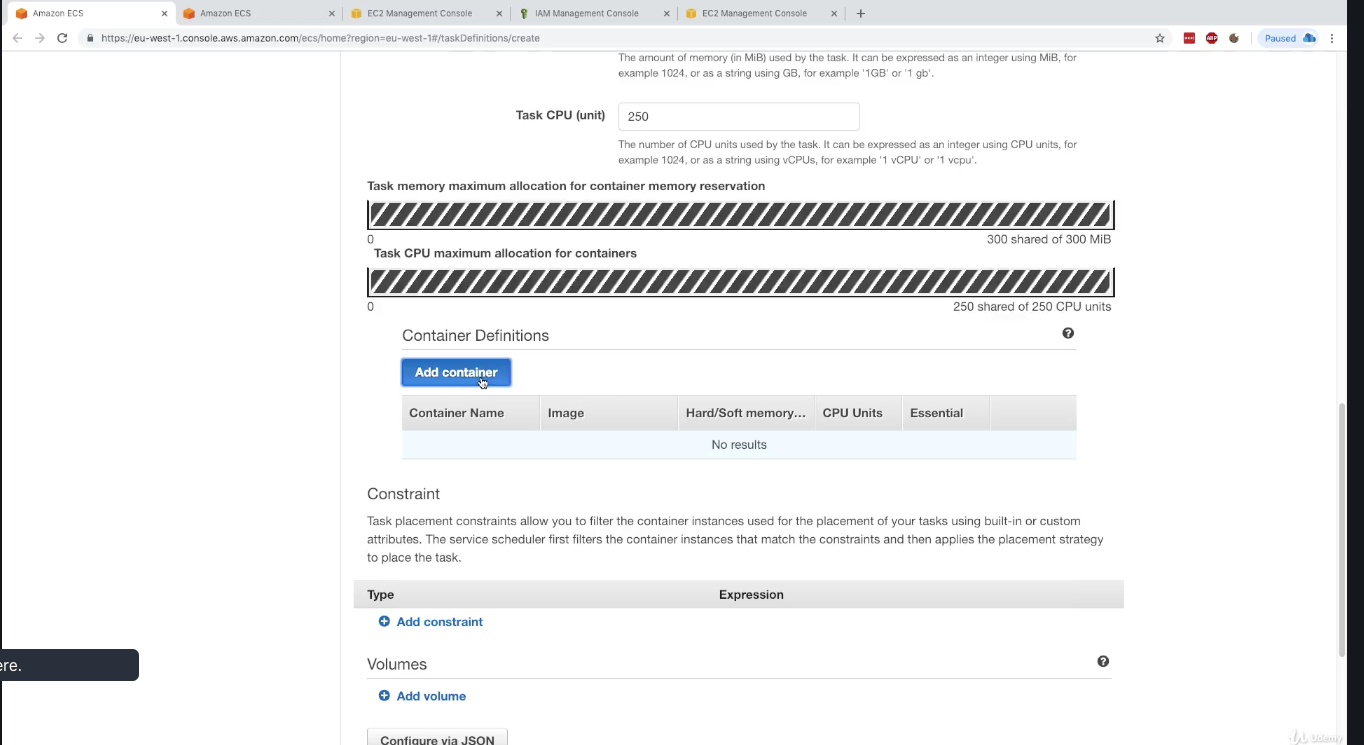 Amazon ECS
Amazon ECS
EC2 Management Console
IAM Management Console
EC2 Management Console
https://eu-west-1.console.aws.amazon.com/ecs/home?region=eu-west-1#/taskDefinitions/create
ABP
Paused
The amount of memory (in MiB) used by the task. It can be expressed as an integer using MiB, for
example 1024, or as a string using GB, for example '1GB' or '1 gb'.
Task CPU (unit)
250
The number of CPU units used by the task. It can be expressed as an integer using CPU units, for
example 1024, or as a string using vCPUs, for example '1 vCPU' or '1 vcpu'.
Task memory maximum allocation for container memory reservation
0
300 shared of 300 MiB
Task CPU maximum allocation for containers
0
250 shared of 250 CPU units
Container Definitions
Add container
Container Name
Image
Hard/Soft memory...
CPU Units
Essential
No results
Constraint
Task placement constraints allow you to filter the container instances used for the placement of your tasks using built-in or custom
attributes. The service scheduler first filters the container instances that match the constraints and then applies the placement strategy
to place the task.
Type
Expression
Add constraint
ere.
Volumes
Add volume
Configure via JSON
Udemy